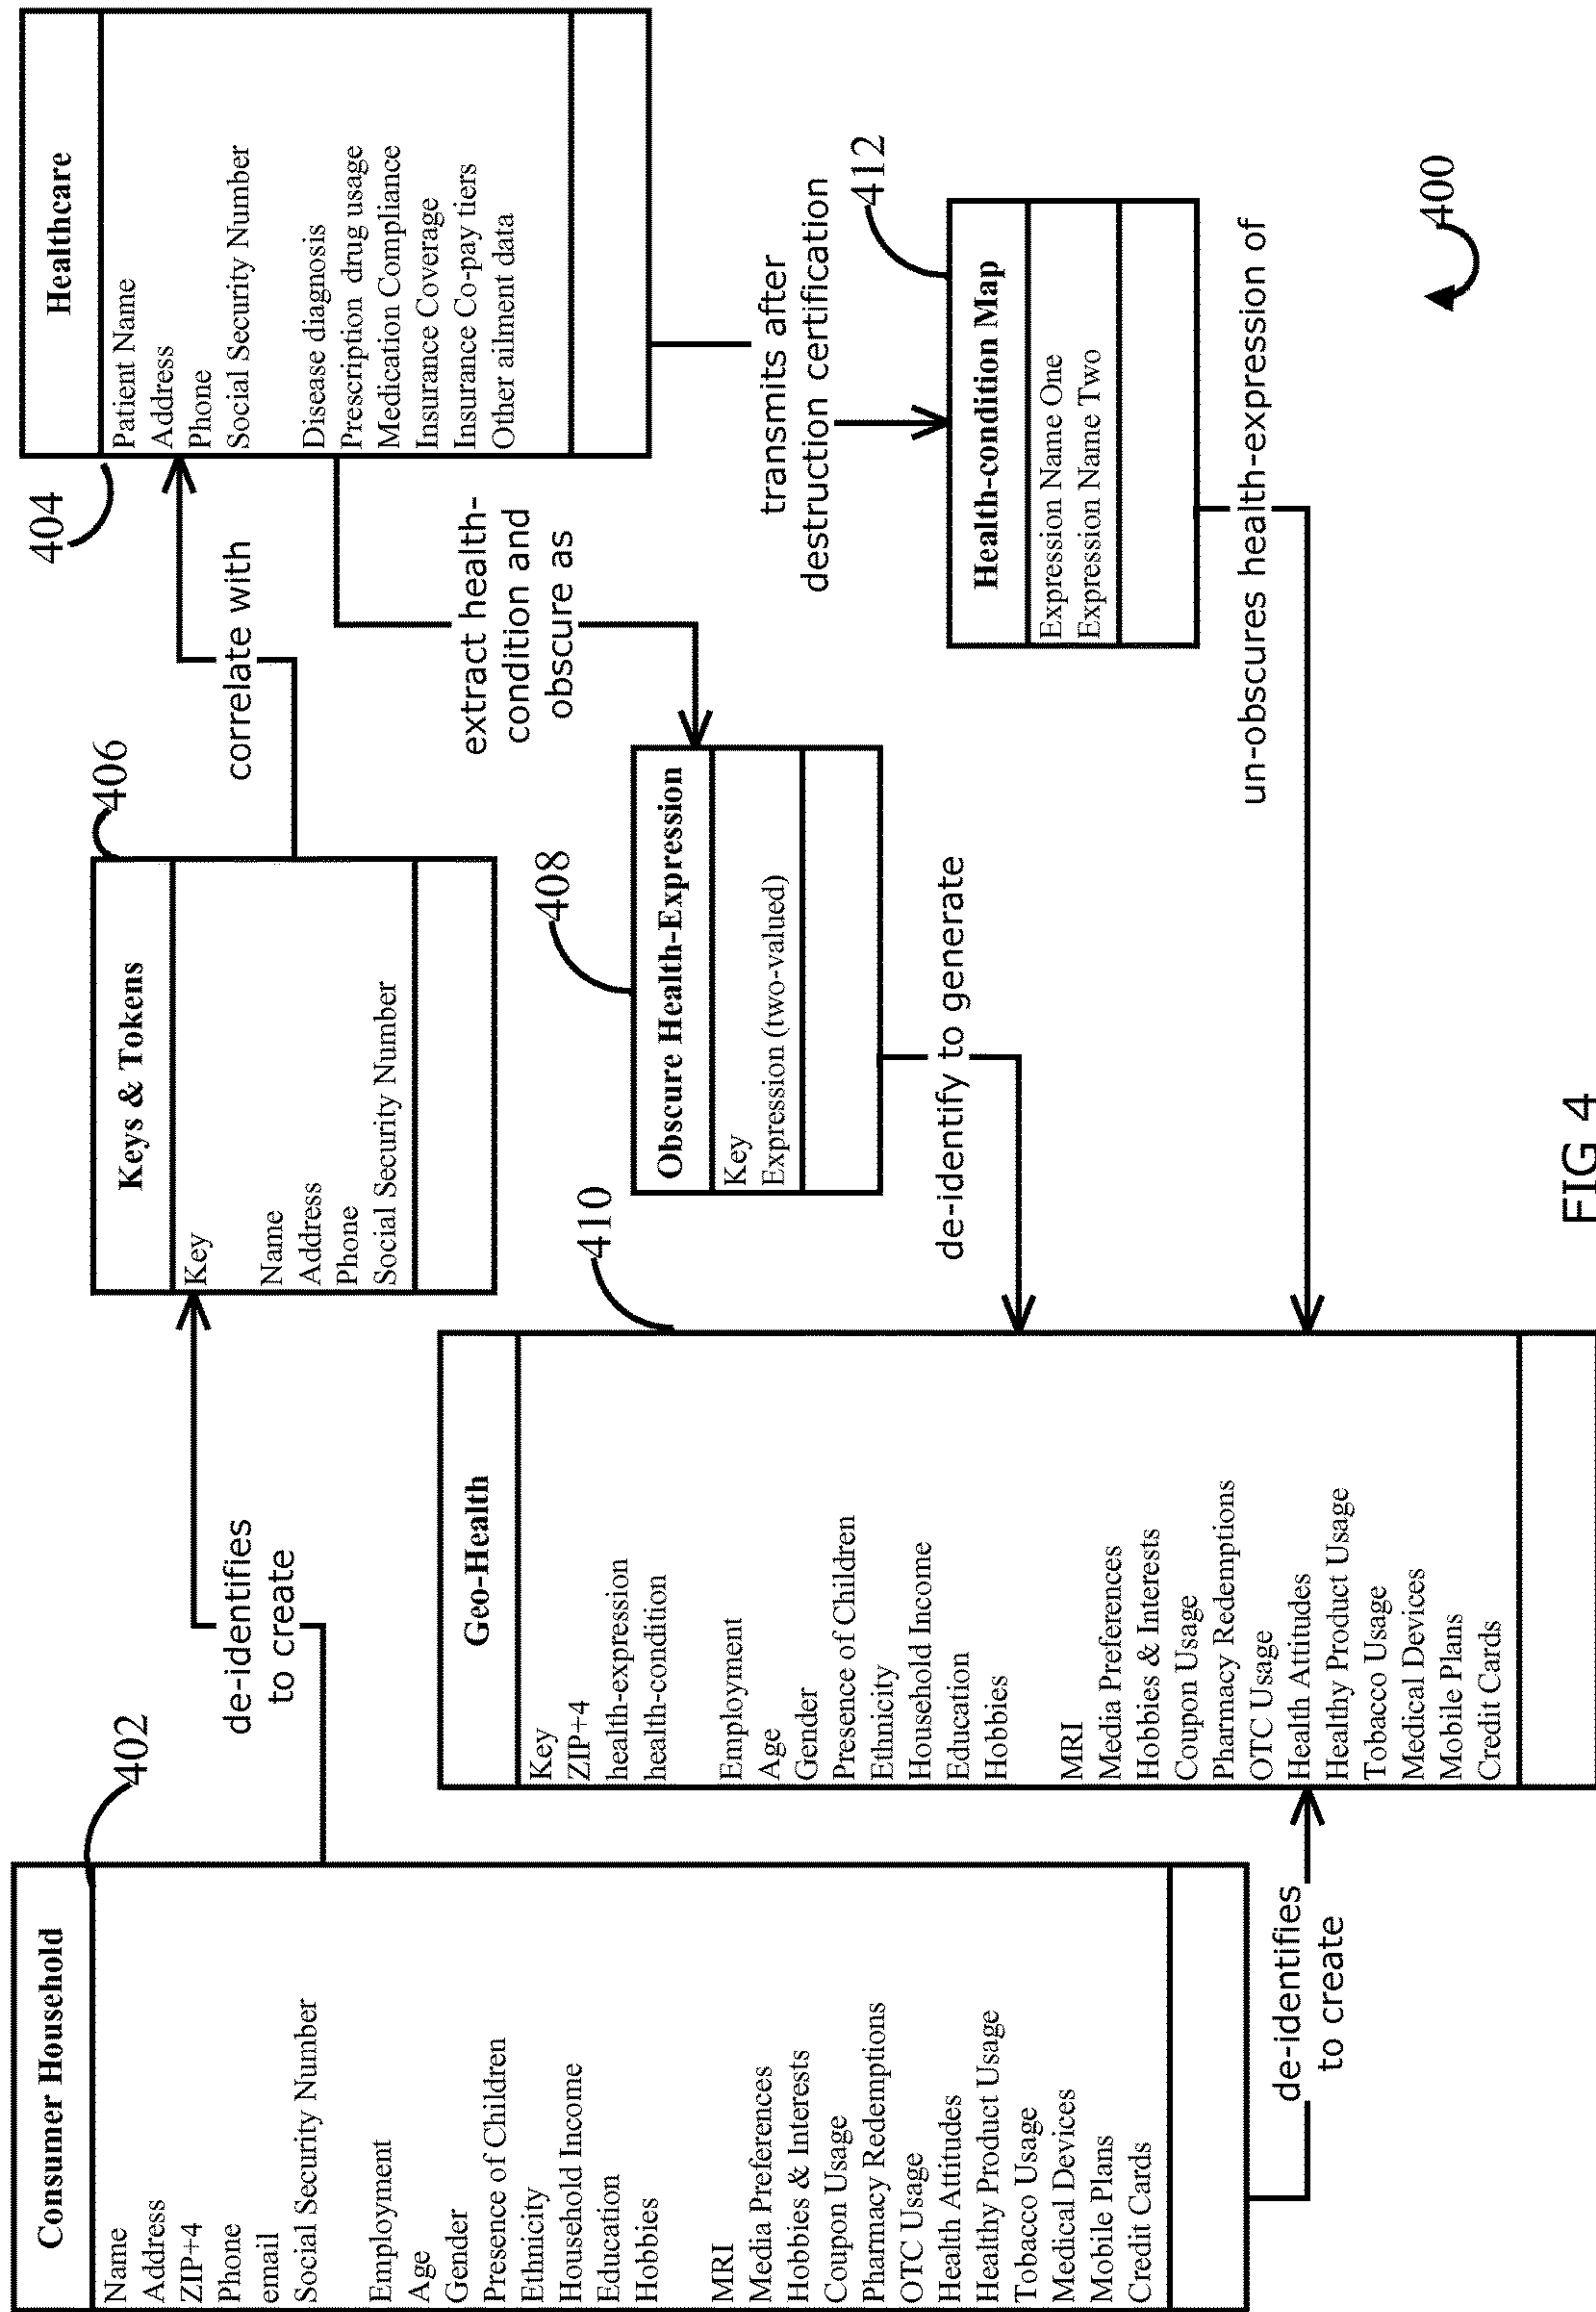 Consumer Household
Name
Address
ZIP+4
Phone
email
Social Security Number
Employment
Age
Gender
Presence of Children
Ethnicity
Household Income
Education
Hobbies
MRI
Media Preferences
Hobbies & Interests
Coupon Usage
Pharmacy Redemptions
OTC Usage
Health Attitudes
Healthy Product Usage
Tobacco Usage
Medical Devices
Mobile Plans
Credit Cards
402
de-identifies
to create
de-identifies
to create
Keys & Tokens
Key
Name
Address
Phone
Social Security Number
406
correlate with
Healthcare
Patient Name
Address
Phone
Social Security Number
Disease diagnosis
Prescription drug usage
Medication Compliance
Insurance Coverage
Insurance Co-pay tiers
Other ailment data
404
extract health-
condition and
obscure as
Obscure Health-Expression
Key
Expression (two-valued)
408
de-identify to generate
Geo-Health
Key
ZIP+4
health-expression
health-condition
Employment
Age
Gender
Presence of Children
Ethnicity
Household Income
Education
Hobbies
MRI
Media Preferences
Hobbies & Interests
Coupon Usage
Pharmacy Redemptions
OTC Usage
Health Attitudes
Healthy Product Usage
Tobacco Usage
Medical Devices
Mobile Plans
Credit Cards
410
transmits after
destruction certification
Health-condition Map
Expression Name One
Expression Name Two
412
un-obscures health-expression of
400
FIG 4